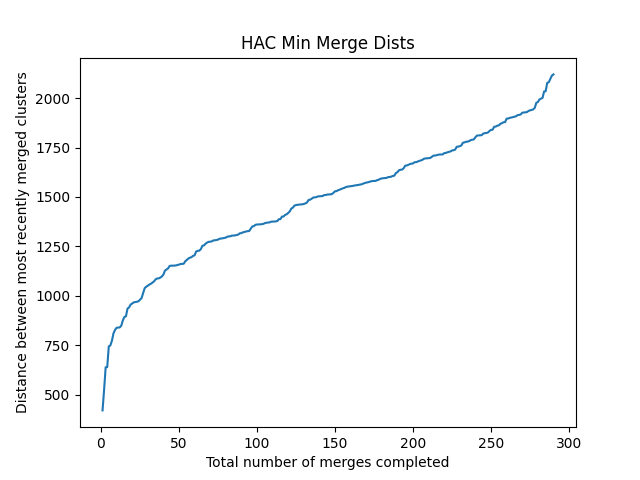 HAC Min Merge Dists
Distance between most recently merged clusters
2000
1750
1500
1250
1000
750
500
0 50 100 150 200 250 300
Total number of merges completed